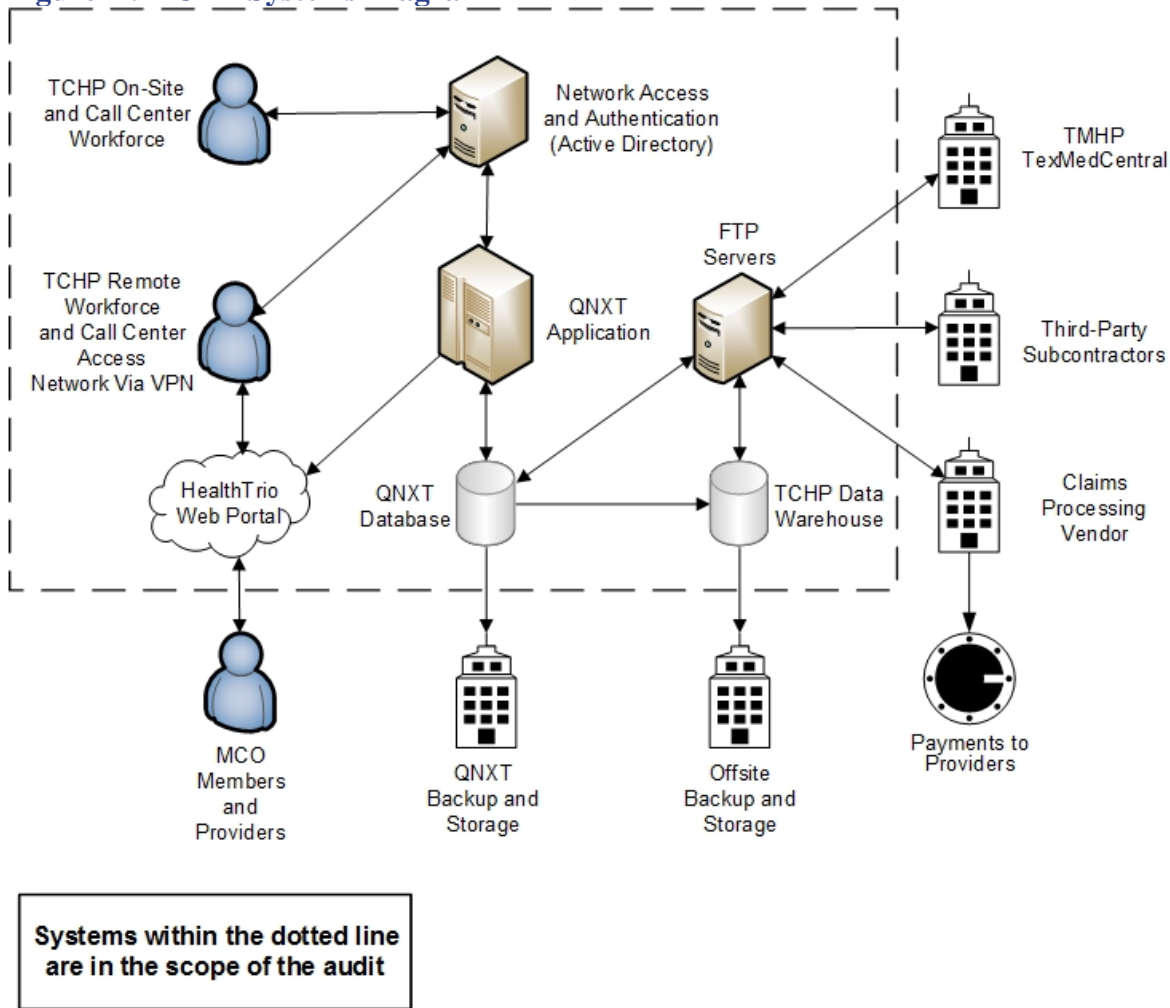 TCHP On-Site
and Call Center
Workforce
Network Access
and Authentication
(Active Directory)
TMHP
TexMedCentral
FTP
Servers
TCHP Remote
Workforce
and Call Center
Access
Network Via VPN
QNXT
Application
Third-Party
Subcontractors
HealthTrio
Web Portal
QNXT
Database
TCHP Data
Warehouse
Claims
Processing
Vendor
MCO
Members
and
Providers
QNXT
Backup and
Storage
Offsite
Backup and
Storage
Payments to
Providers
Systems within the dotted line
are in the scope of the audit